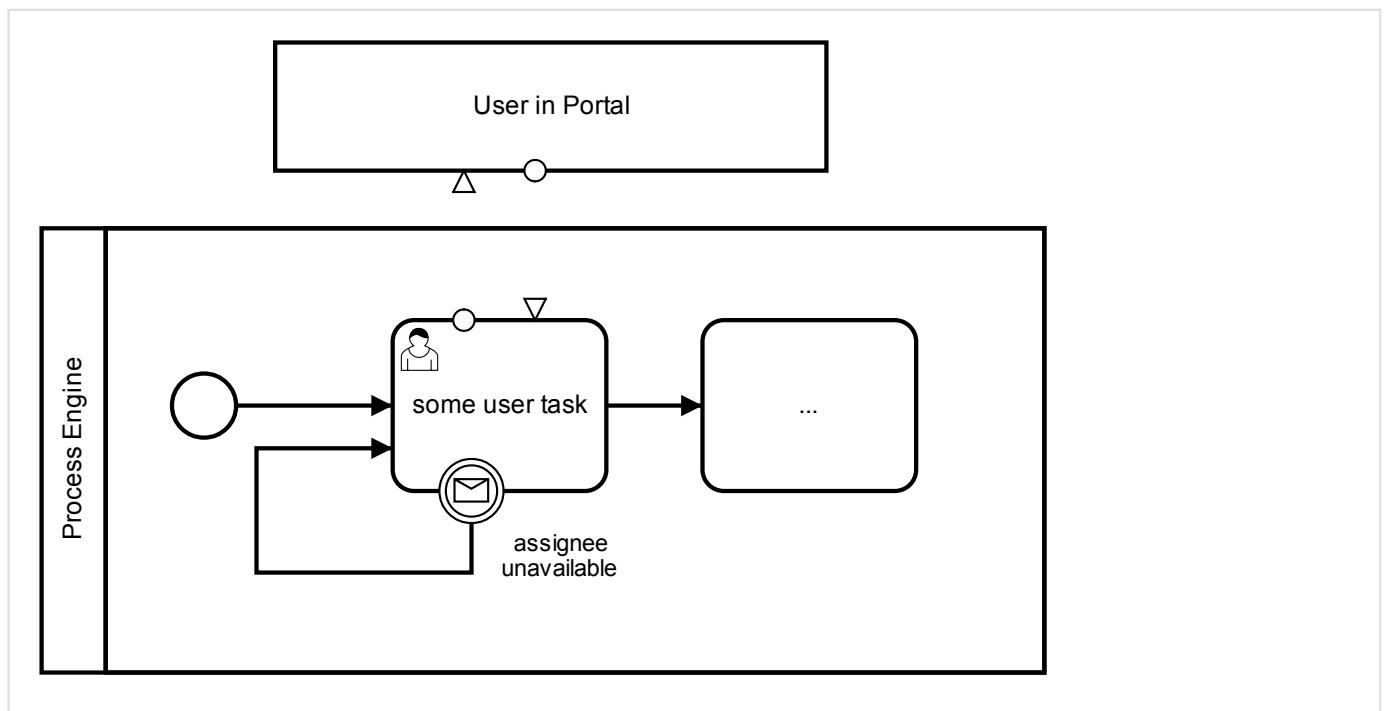 User in Portal
Process Engine
some user task
...
assignee
unavailable